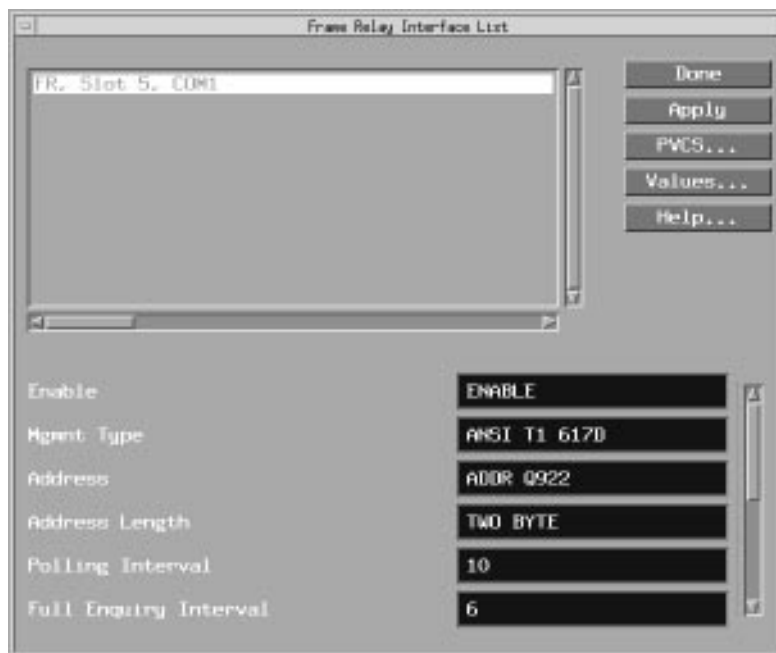 Frame Relay Interface List
FR, Slot 5, COM1
Done
Apply
PVCS...
Values...
Help...
Enable ENABLE
Mgmnt Type ANSI T1 617D
Address ADDR Q922
Address Length TWO BYTE
Polling Interval 10
Full Enquiry Interval 6